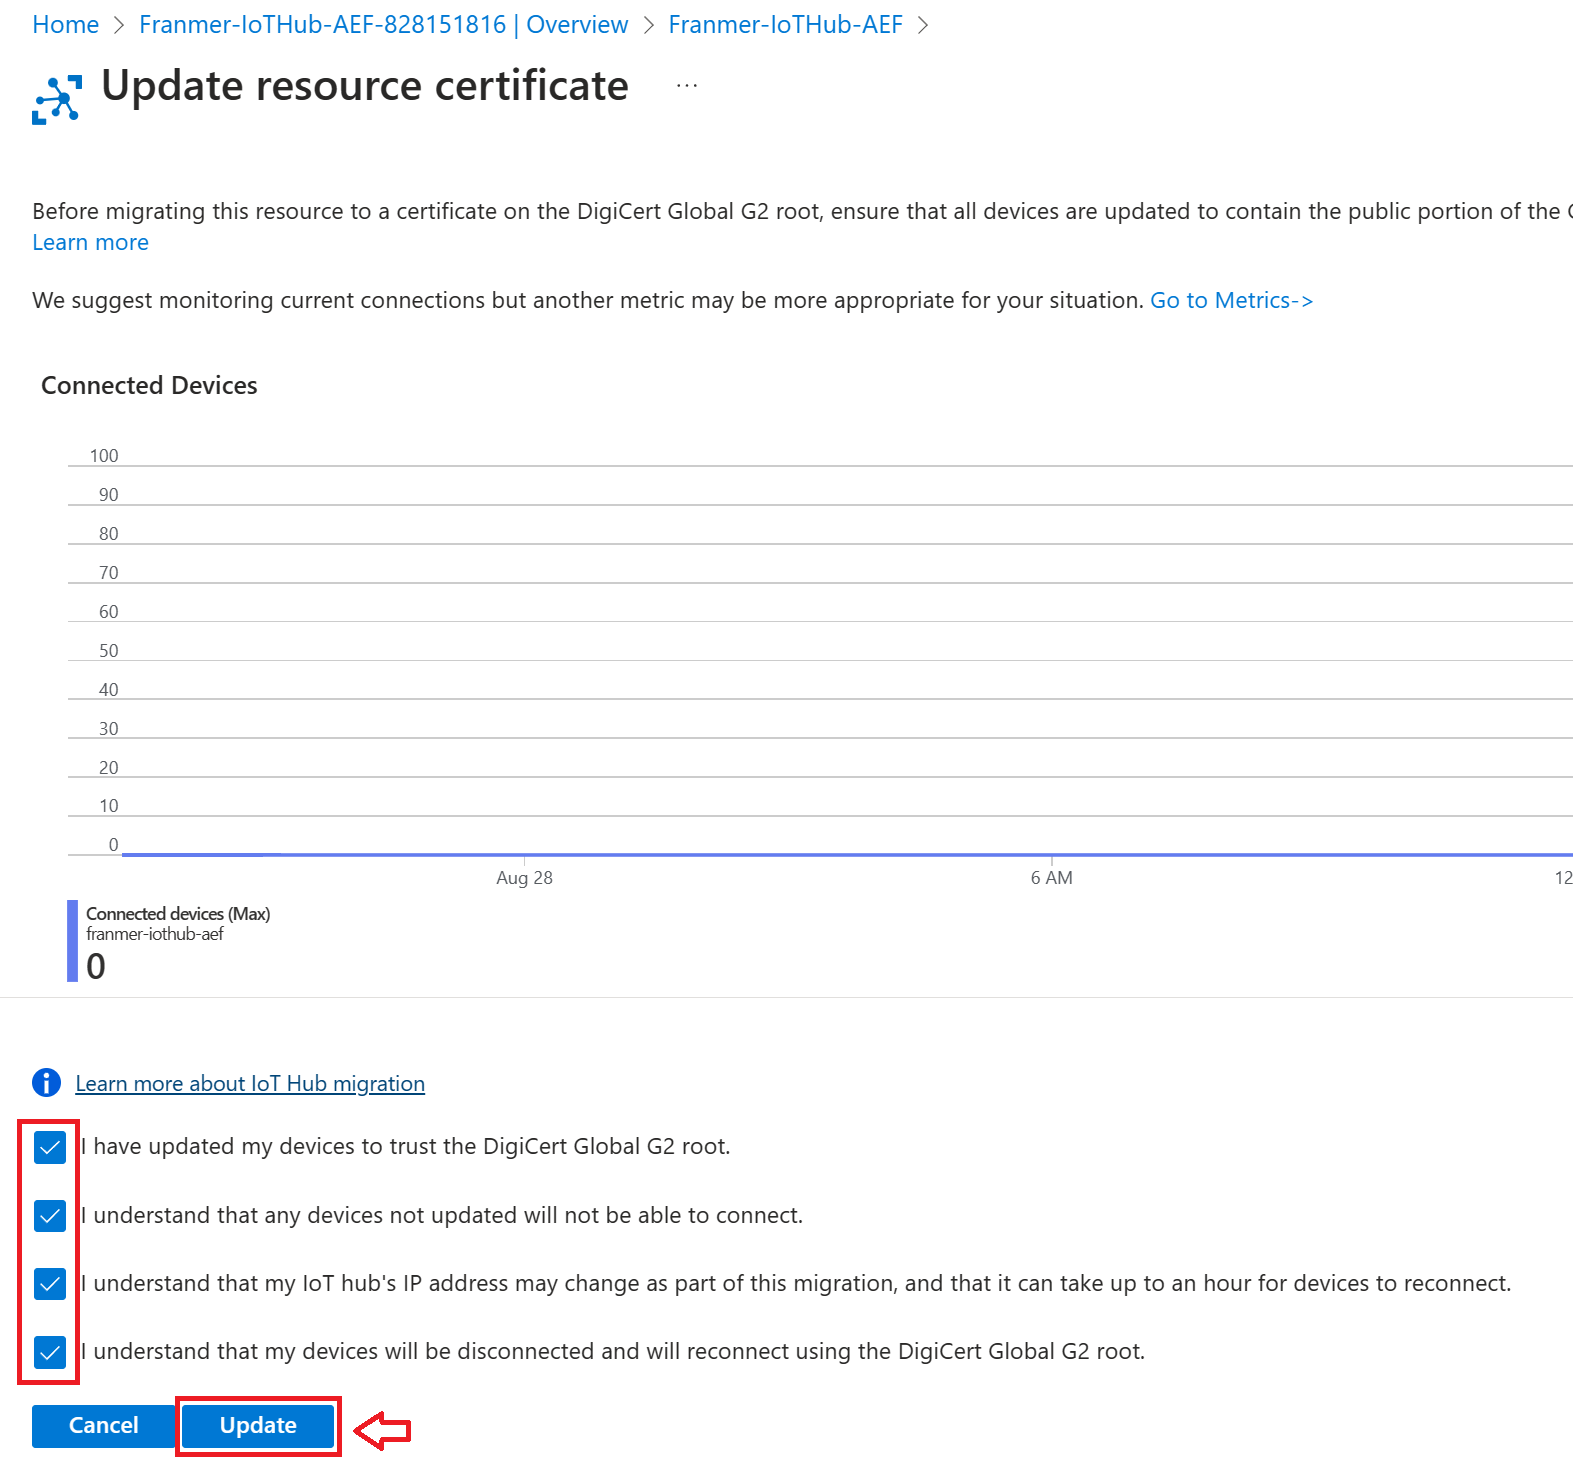 Home > Franmer-IoTHub-AEF-828151816 | Overview > Franmer-IoTHub-AEF >
Update resource certificate ...
Before migrating this resource to a certificate on the DigiCert Global G2 root, ensure that all devices are updated to contain the public portion of the
Learn more
We suggest monitoring current connections but another metric may be more appropriate for your situation. Go to Metrics->
Connected Devices
100
90
80
70
60
50
40
30
20
10
0
Aug 28 6 AM 12
Connected devices (Max)
franmer-iothub-aef
0
Learn more about IoT Hub migration
I have updated my devices to trust the DigiCert Global G2 root.
I understand that any devices not updated will not be able to connect.
I understand that my IoT hub's IP address may change as part of this migration, and that it can take up to an hour for devices to reconnect.
I understand that my devices will be disconnected and will reconnect using the DigiCert Global G2 root.
Cancel Update